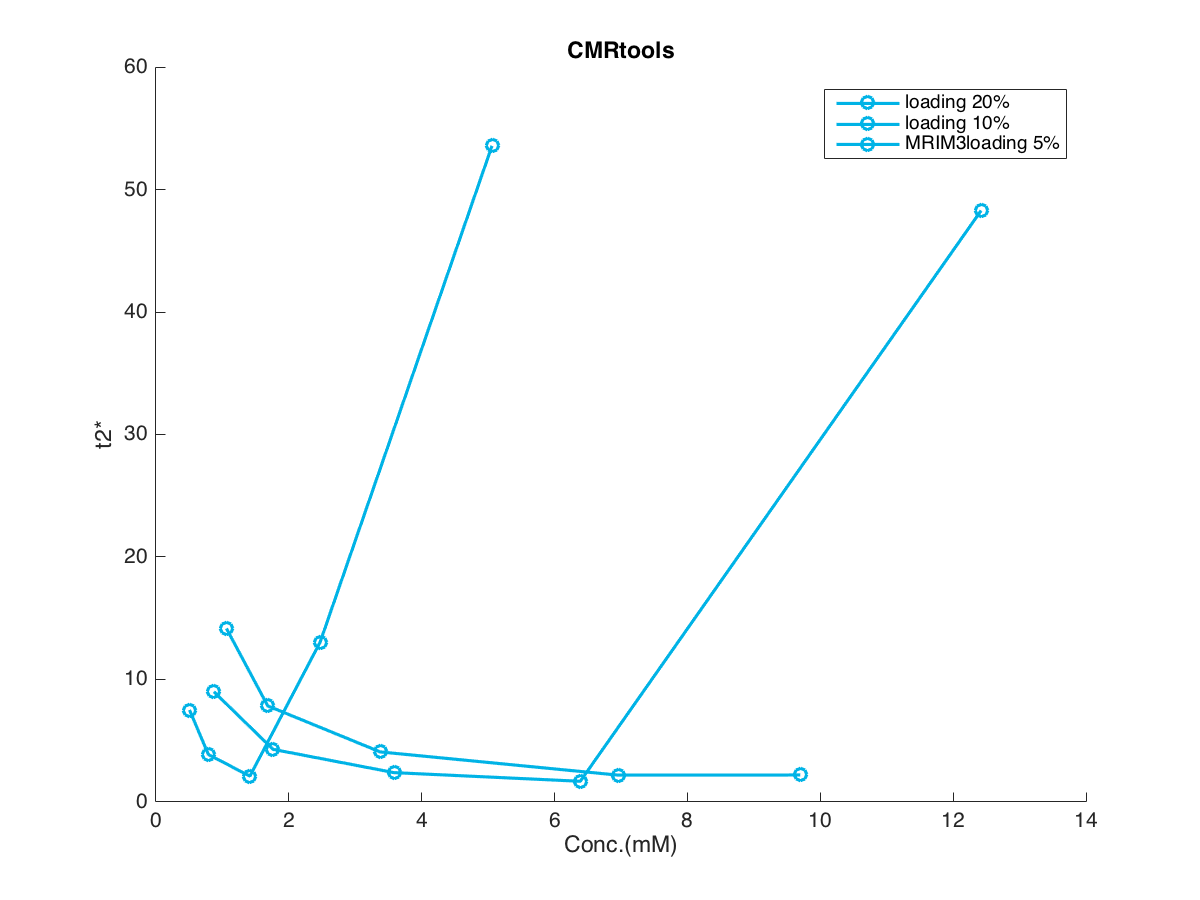 CMRtools
60
50
40
30
20
10
0
t2*
loading 20%
loading 10%
MRIM3loading 5%
0 2 4 6 8 10 12 14
Conc.(mM)